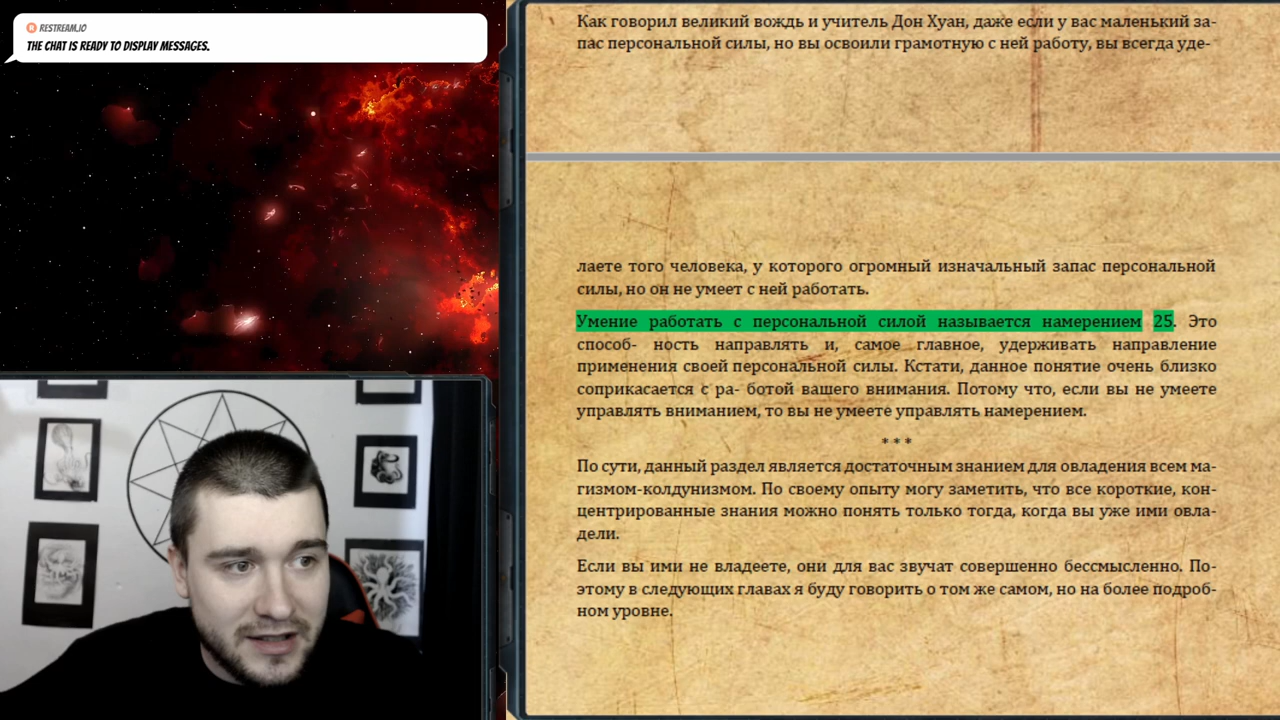 RESTREAM.IO
THE CHAT IS READY TO DISPLAY MESSAGES.
Как говорил великий вождь и учитель Дон Хуан, даже если у вас маленький за-
пас персональной силы, но вы освоили грамотную с ней работу, вы всегда уде-
лаете того человека, у которого огромный изначальный запас персональной
силы, но он не умеет с ней работать.
Умение работать с персональной силой называется намерением 25. Это
способ- ность направлять и, самое главное, удерживать направление
применения своей персональной силы. Кстати, данное понятие очень близко
соприкасается с ра- ботой вашего внимания. Потому что, если вы не умеете
управлять вниманием, то вы не умеете управлять намерением.
* * *
По сути, данный раздел является достаточным знанием для овладения всем ма-
гизмом-колдунизмом. По своему опыту могу заметить, что все короткие, кон-
центрированные знания можно понять только тогда, когда вы уже ими овла-
дели.
Если вы ими не владеете, они для вас звучат совершенно бессмысленно. По-
этому в следующих главах я буду говорить о том же самом, но на более подроб-
ном уровне.